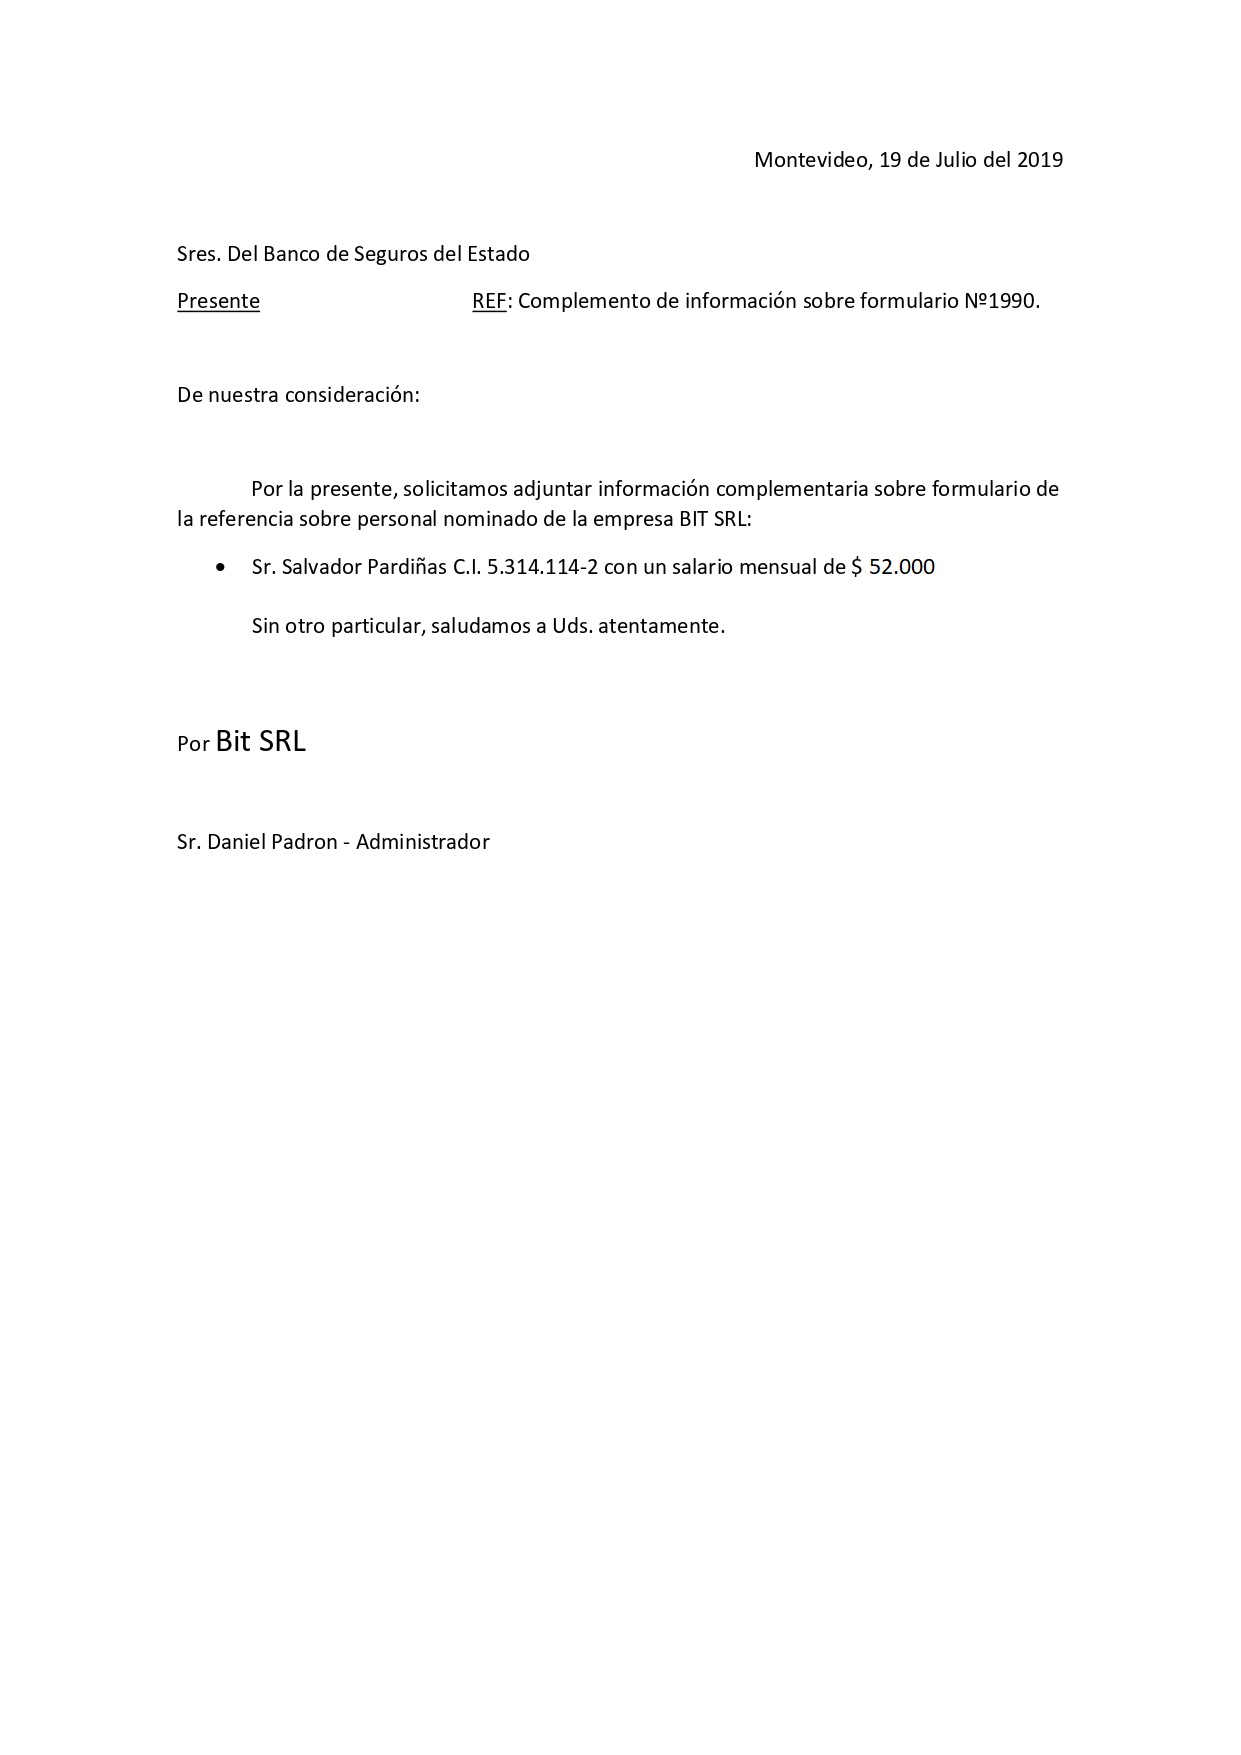 Montevideo, 19 de Julio del 2019
Sres. Del Banco de Seguros del Estado
Presente REF: Complemento de información sobre formulario Nº1990.
De nuestra consideración:
Por la presente, solicitamos adjuntar información complementaria sobre formulario de
la referencia sobre personal nominado de la empresa BIT SRL:
• Sr. Salvador Pardiñas C.I. 5.314.114-2 con un salario mensual de $ 52.000
Sin otro particular, saludamos a Uds. atentamente.
Por Bit SRL
Sr. Daniel Padron - Administrador